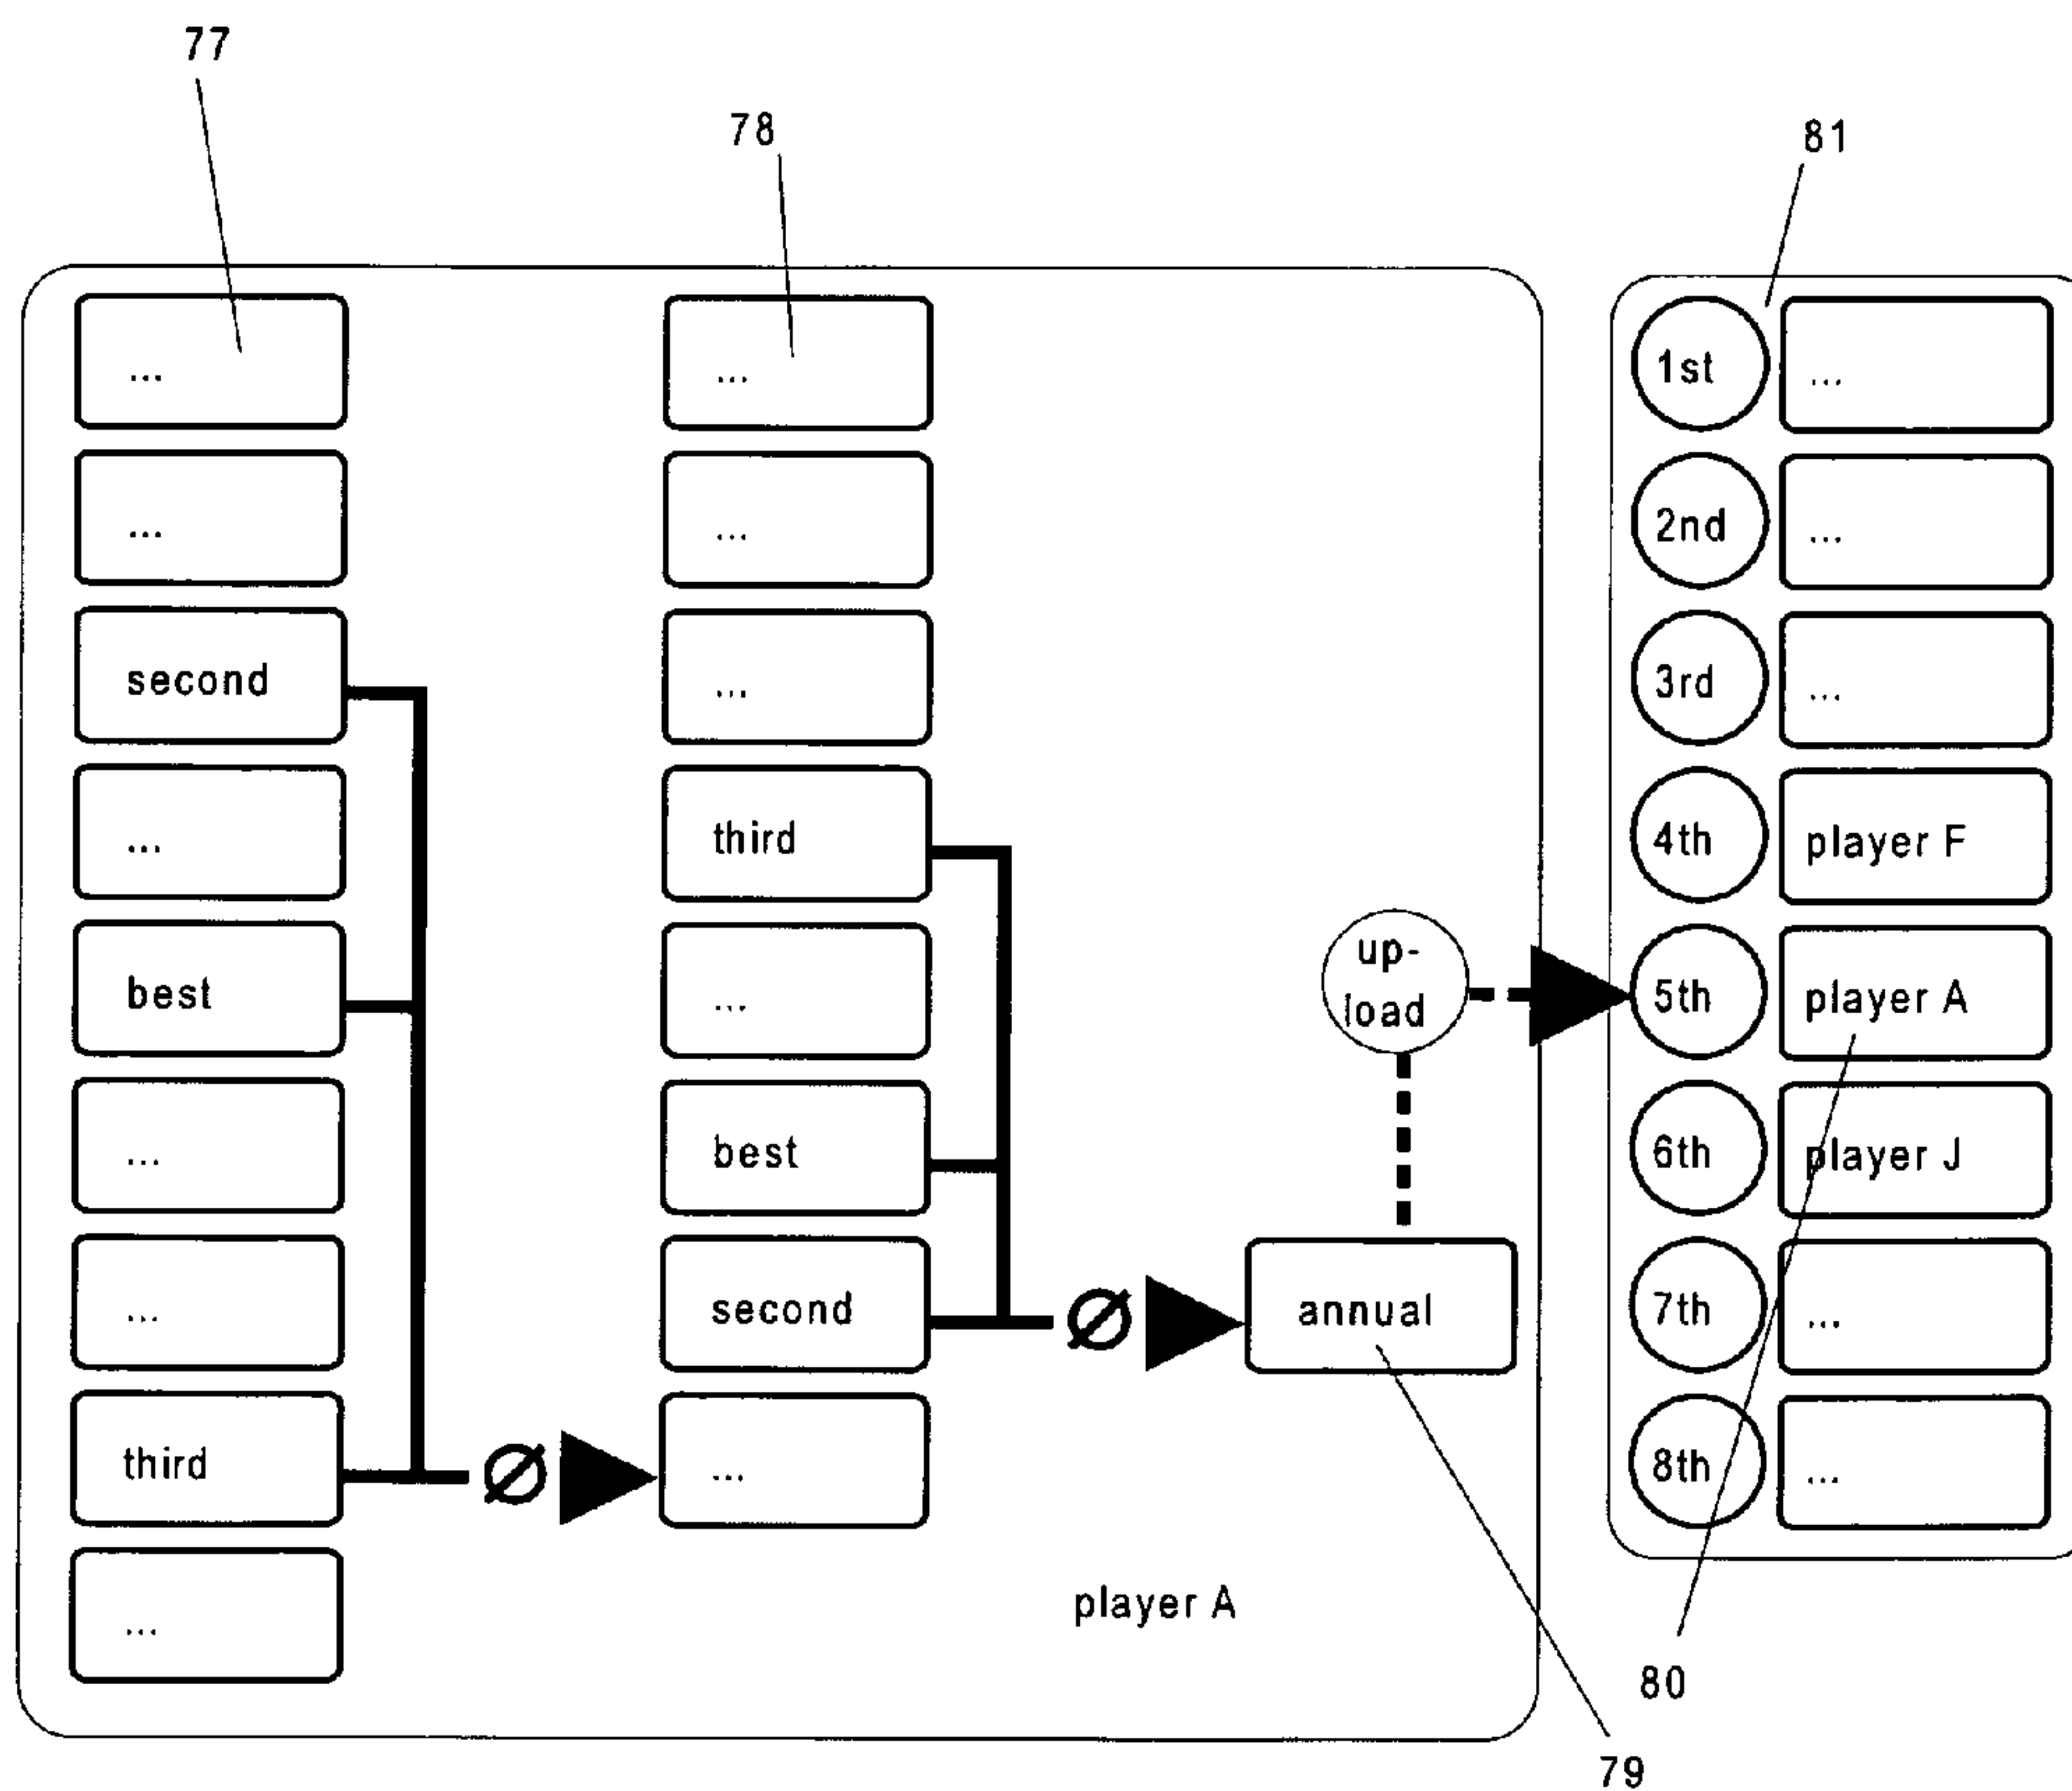 77
78
81
...
...
second
...
best
...
...
third
...
...
...
...
third
...
best
second
...
Ø
Ø
annual
up-
load
player A
1st ...
2nd ...
3rd ...
4th player F
5th player A
6th player J
7th ...
8th ...
80
79